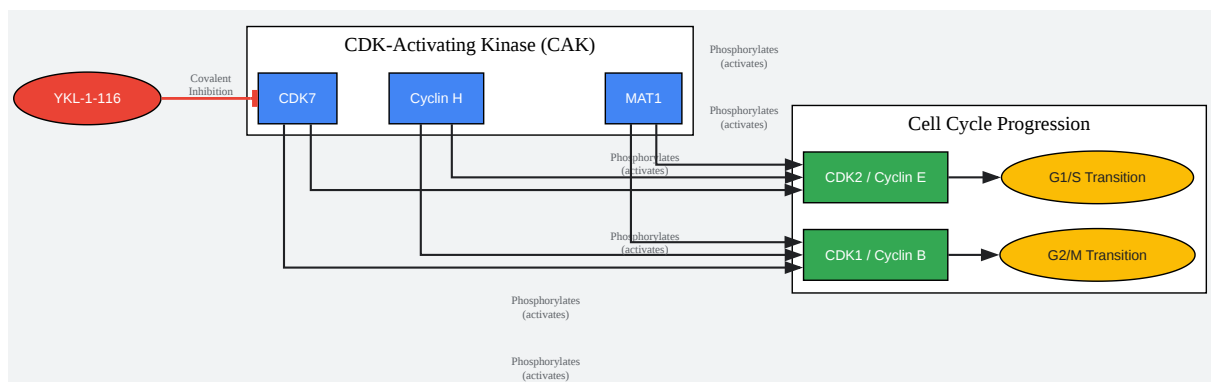 CDK-Activating Kinase (CAK)
Phosphorylates
(activates)
Covalent
Inhibition
YKL-1-116
CDK7
Cyclin H
MAT1
Phosphorylates
(activates)
Cell Cycle Progression
Phosphorylates
(activates)
CDK2 / Cyclin E
G1/S Transition
Phosphorylates
(activates)
CDK1 / Cyclin B
G2/M Transition
Phosphorylates
(activates)
Phosphorylates
(activates)